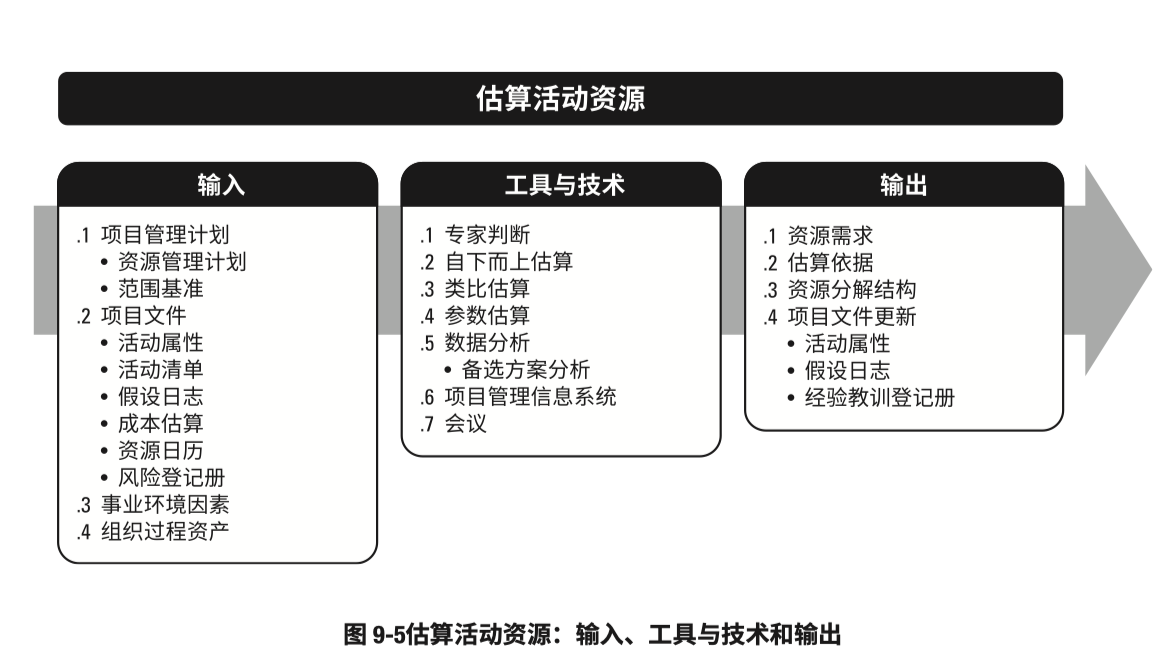 估算活动资源
输入
.1 项目管理计划
• 资源管理计划
• 范围基准
.2 项目文件
• 活动属性
• 活动清单
• 假设日志
• 成本估算
• 资源日历
• 风险登记册
.3 事业环境因素
.4 组织过程资产
工具与技术
.1 专家判断
.2 自下而上估算
.3 类比估算
.4 参数估算
.5 数据分析
• 备选方案分析
.6 项目管理信息系统
.7 会议
输出
.1 资源需求
.2 估算依据
.3 资源分解结构
.4 项目文件更新
• 活动属性
• 假设日志
• 经验教训登记册
图 9-5估算活动资源：输入、工具与技术和输出